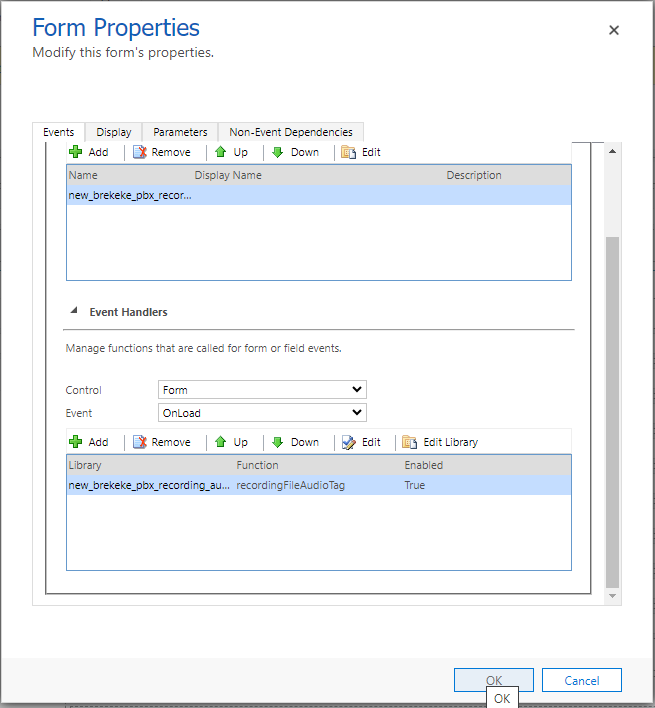 Form Properties
Modify this form's properties.
Events Display Parameters Non-Event Dependencies
Add Remove Up Down Edit
Name Display Name Description
new_brekeke_pbx_recor...
Event Handlers
Manage functions that are called for form or field events.
Control Form
Event OnLoad
Add Remove Up Down Edit Edit Library
Library Function Enabled
new_brekeke_pbx_recording_au... recordingFileAudioTag True
OK Cancel
OK